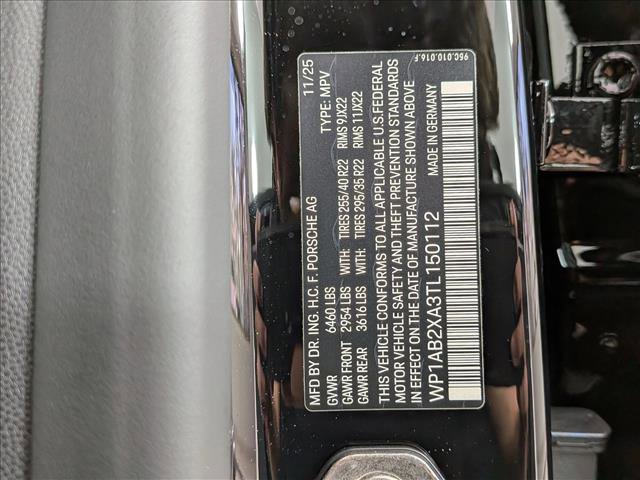 MFD BY DR. ING. H.C. F. PORSCHE AG 11/25
GVWR 6460 LBS TYPE: MPV
GAWR FRONT 2954 LBS WITH: TIRES 255/40 R22 RIMS 9JX22
GAWR REAR 3616 LBS WITH: TIRES 295/35 R22 RIMS 11JX22
THIS VEHICLE CONFORMS TO ALL APPLICABLE U.S. FEDERAL
MOTOR VEHICLE SAFETY AND THEFT PREVENTION STANDARDS
IN EFFECT ON THE DATE OF MANUFACTURE SHOWN ABOVE
MADE IN GERMANY
WP1AB2XA3TL150112
95C.010.016.F